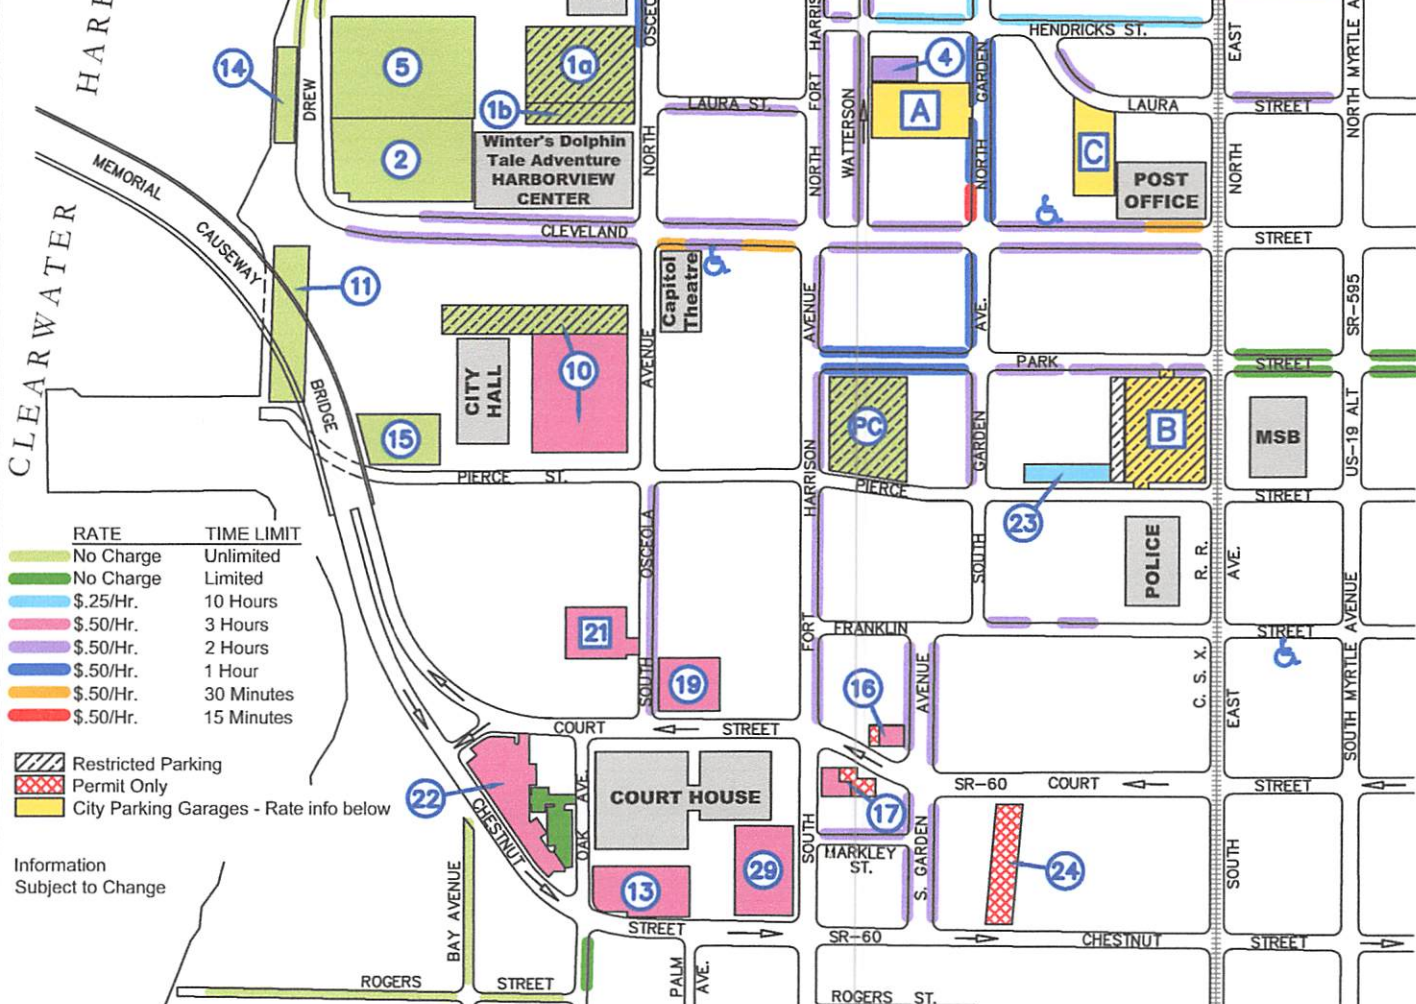 HARB
14
DREW
5
1a
1b
2
Winter's Dolphin
Tale Adventure
HARBORVIEW
CENTER
OSCEO
NORTH
LAURA ST.
HARRIS
FORT
NORTH
WATTERSON
4
A
GARDEN
NORTH
HENDRICKS ST.
LAURA
C
POST
OFFICE
EAST
NORTH
STREET
NORTH MYRTLE A
MEMORIAL
CAUSEWAY
BRIDGE
CLEARWATER
CLEVELAND
STREET
11
Capitol
Theatre
AVENUE
AVENUE
AVE.
SR-595
10
CITY
HALL
15
PIERCE ST.
PARK
STREET
PC
HARRISON
PIERCE
GARDEN
B
23
MSB
US-19 ALT
STREET
RATE TIME LIMIT
No Charge Unlimited
No Charge Limited
$.25/Hr. 10 Hours
$.50/Hr. 3 Hours
$.50/Hr. 2 Hours
$.50/Hr. 1 Hour
$.50/Hr. 30 Minutes
$.50/Hr. 15 Minutes
Restricted Parking
Permit Only
City Parking Garages - Rate info below
Information
Subject to Change
OSCEOLA
SOUTH
21
19
SOUTH
POLICE
R. R.
C. S. X.
AVE.
EAST
FORT
FRANKLIN
STREET
16
AVENUE
SOUTH MYRTLE AVENUE
COURT STREET
SR-60 COURT
STREET
22
CHESTNUT
OAK AVE.
COURT HOUSE
13
29
SOUTH
17
MARKLEY
ST.
S. GARDEN
24
SOUTH
BAY AVENUE
STREET
SR-60
CHESTNUT
STREET
ROGERS STREET
PALM
AVE.
ROGERS ST.